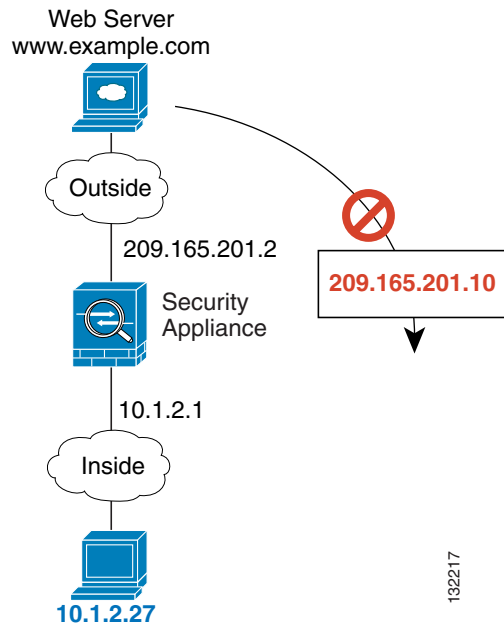 Web Server
www.example.com
Outside
209.165.201.2
209.165.201.10
Security
Appliance
10.1.2.1
Inside
10.1.2.27
132217